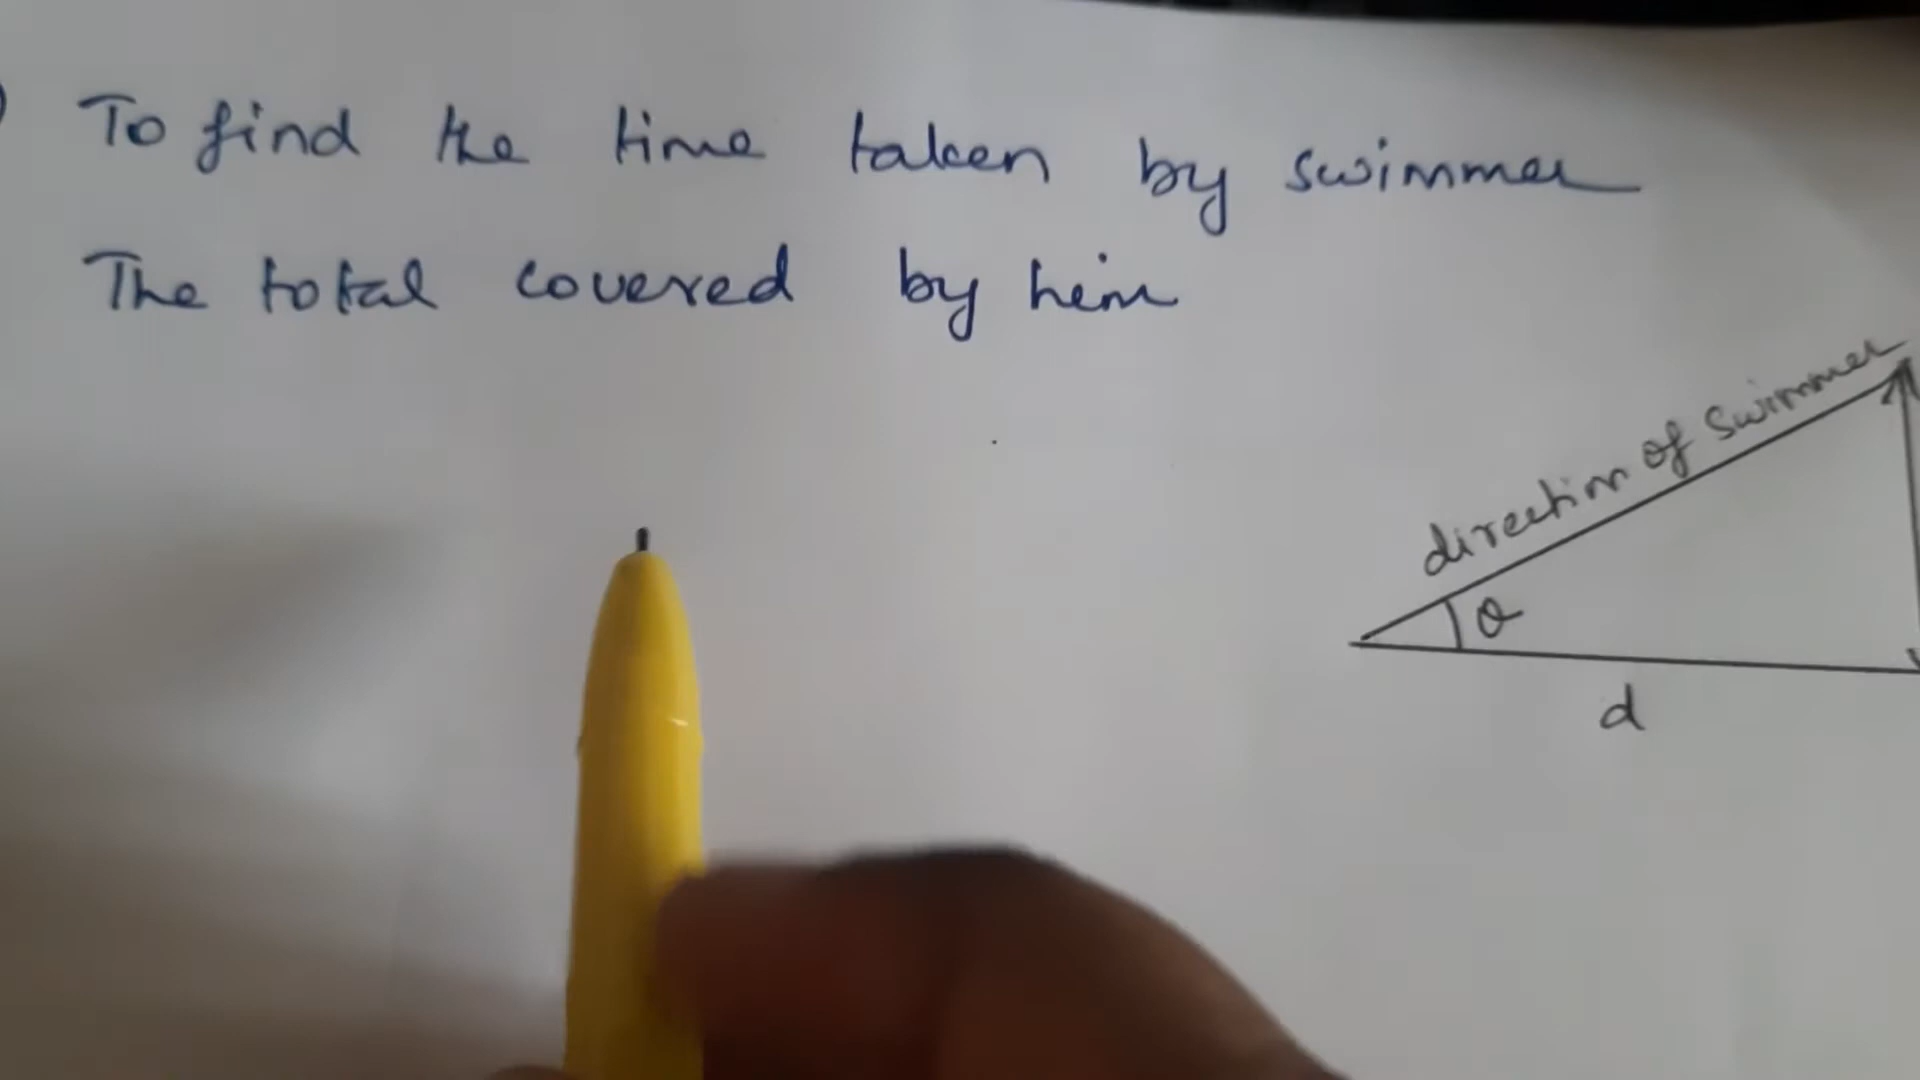 ) To find the time taken by swimmer
The total covered by him
direction of swimmer
θ
d